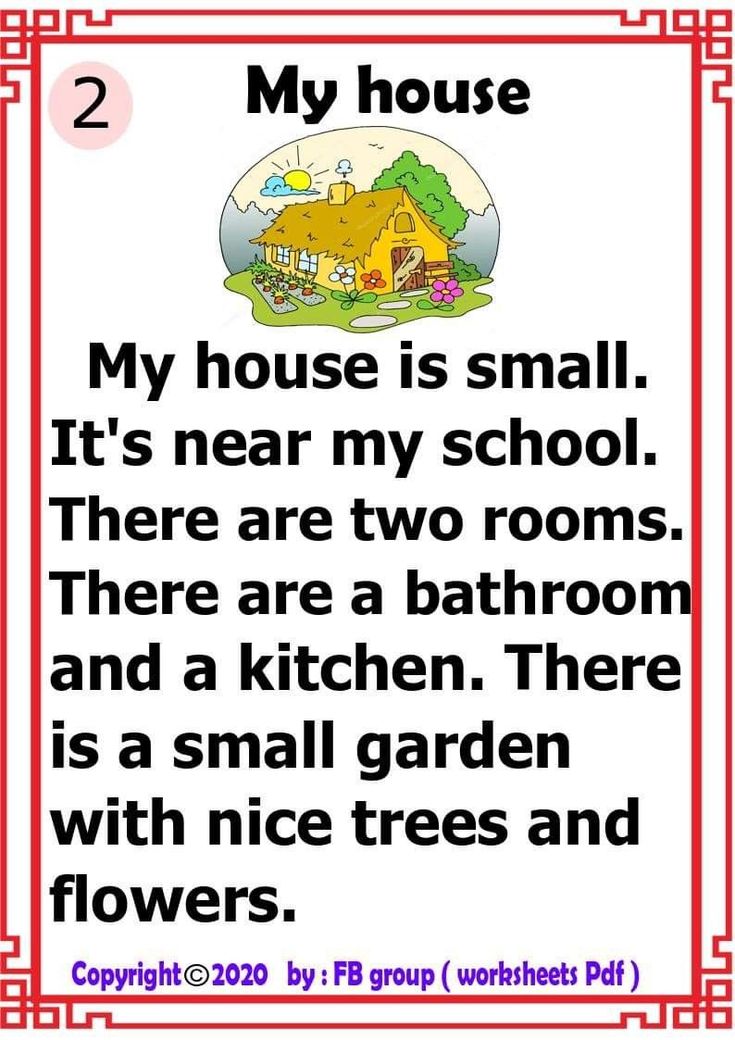 2
My house
My house is small.
It's near my school.
There are two rooms.
There are a bathroom
and a kitchen. There
is a small garden
with nice trees and
flowers.
Copyright©2020 by : FB group ( worksheets Pdf )